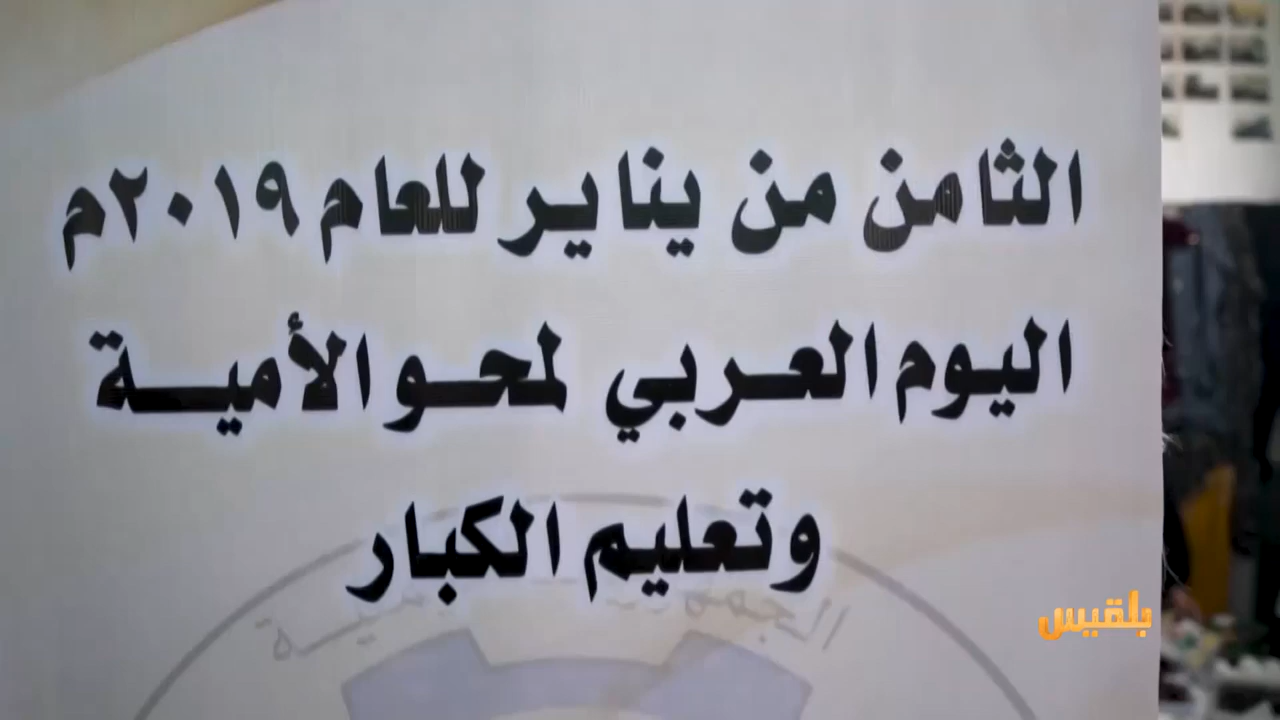 الثامن من يناير للعام ٢٠١٩م
اليوم العربي لمحو الأمية
وتعليم الكبار
بلقيس